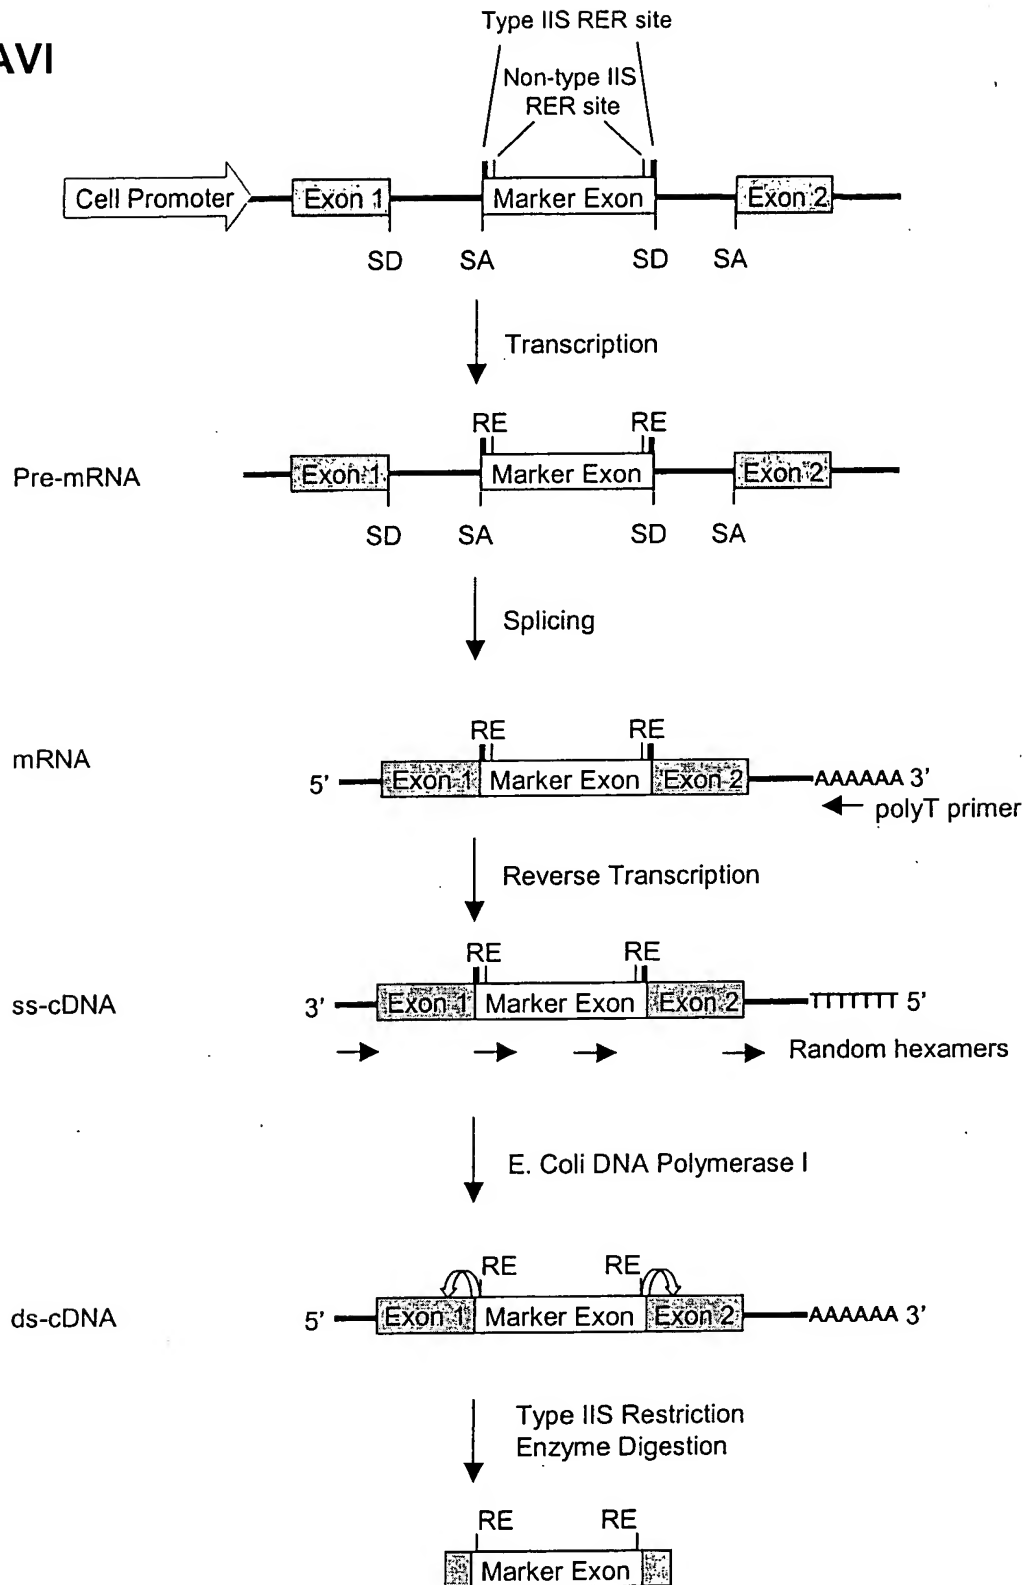 AVI
Type IIS RER site
Non-type IIS
RER site
Cell Promoter
Exon 1
Marker Exon
Exon 2
SD
SA
SD
SA
Transcription
RE
RE
Pre-mRNA
Exon 1
Marker Exon
Exon 2
SD
SA
SD
SA
Splicing
RE
RE
mRNA
5'
Exon 1
Marker Exon
Exon 2
AAAAAA 3'
polyT primer
Reverse Transcription
RE
RE
ss-cDNA
3'
Exon 1
Marker Exon
Exon 2
TTTTTTT 5'
Random hexamers
E. Coli DNA Polymerase I
RE
RE
ds-cDNA
5'
Exon 1
Marker Exon
Exon 2
AAAAAA 3'
Type IIS Restriction
Enzyme Digestion
RE
RE
Marker Exon